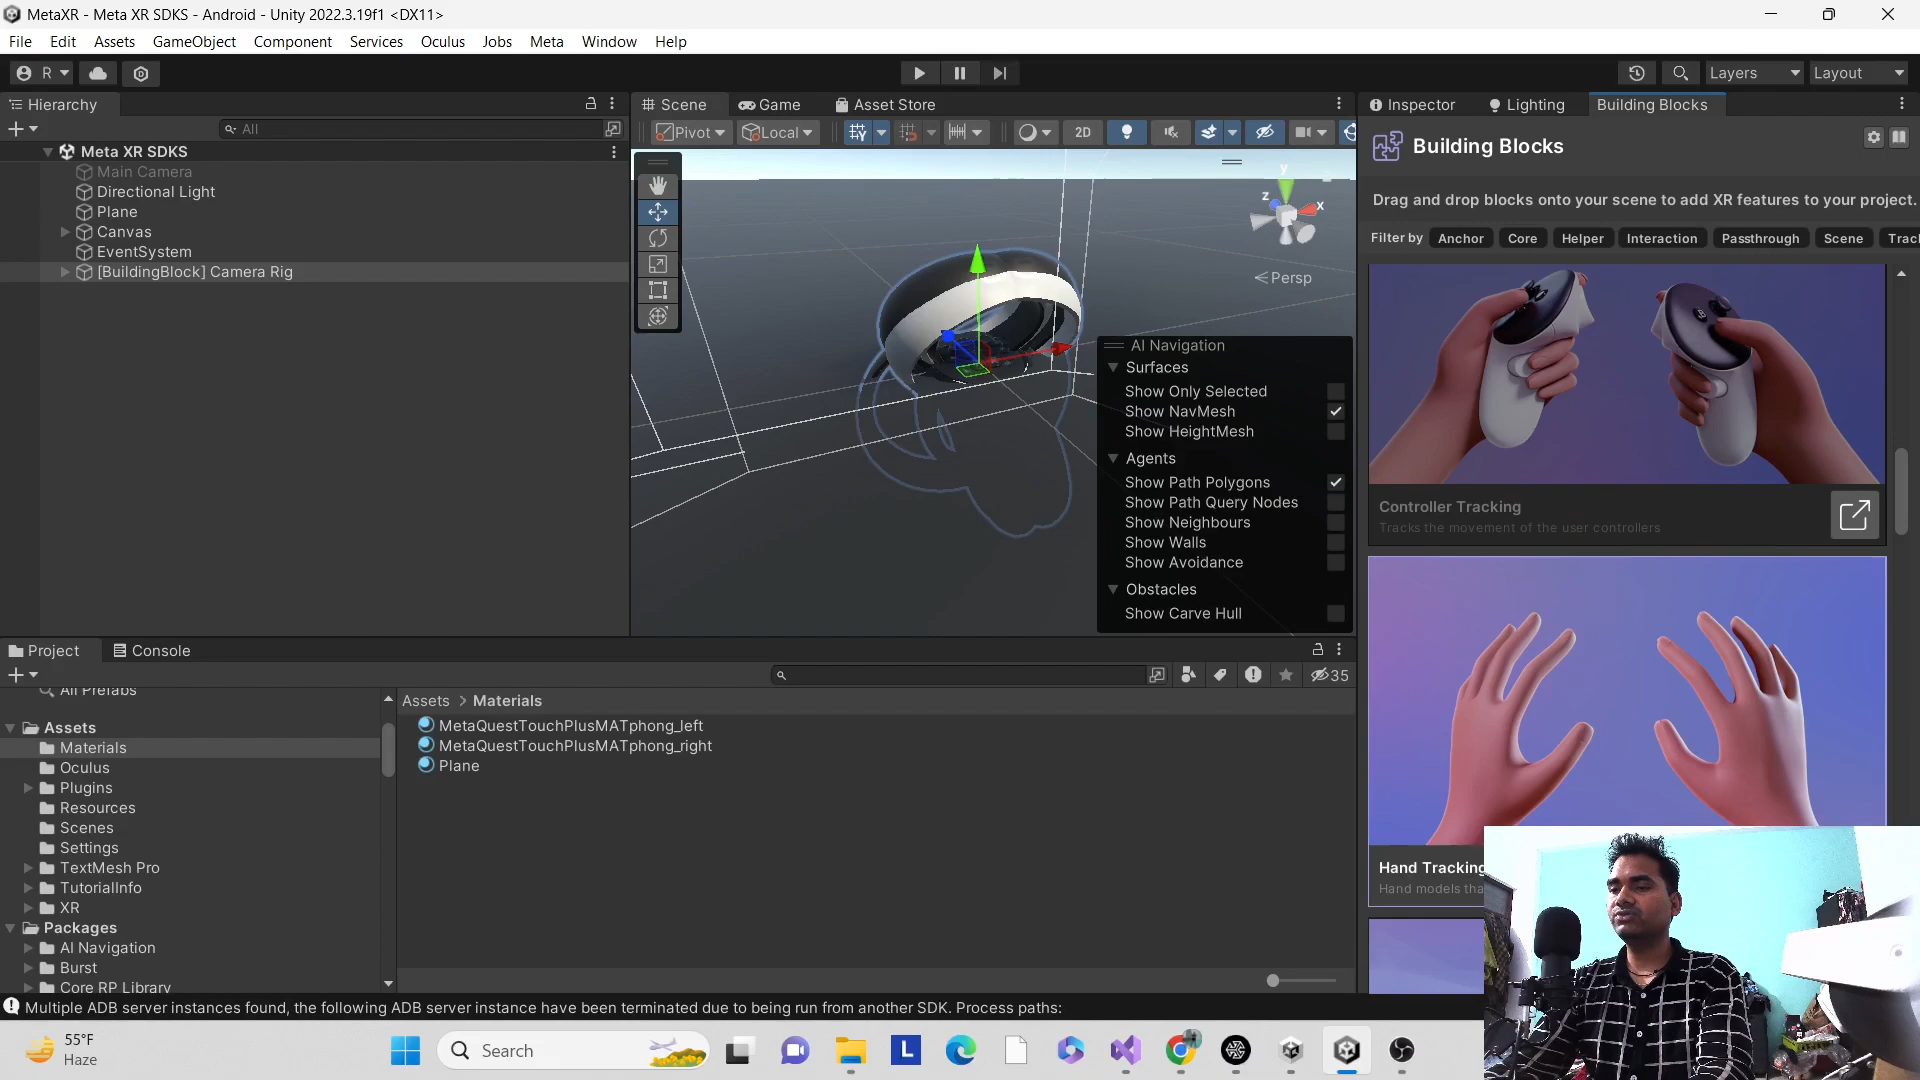 MetaXR - Meta XR SDKS - Android - Unity 2022.3.19f1 <DX11>
File Edit Assets GameObject Component Services Oculus Jobs Meta Window Help
R Layers Layout
Hierarchy
All
Meta XR SDKS
Main Camera
Directional Light
Plane
Canvas
EventSystem
[BuildingBlock] Camera Rig
Scene Game Asset Store
Pivot Local 2D
y
z
x
Persp
AI Navigation
Surfaces
Show Only Selected
Show NavMesh
Show HeightMesh
Agents
Show Path Polygons
Show Path Query Nodes
Show Neighbours
Show Walls
Show Avoidance
Obstacles
Show Carve Hull
Inspector Lighting Building Blocks
Building Blocks
Drag and drop blocks onto your scene to add XR features to your project.
Filter by Anchor Core Helper Interaction Passthrough Scene Trac
Controller Tracking
Tracks the movement of the user controllers
Hand Tracking
Hand models tha
Project Console
35
All Prefabs
Assets
Materials
Oculus
Plugins
Resources
Scenes
Settings
TextMesh Pro
TutorialInfo
XR
Packages
AI Navigation
Burst
Core RP Library
Assets > Materials
MetaQuestTouchPlusMATphong_left
MetaQuestTouchPlusMATphong_right
Plane
Multiple ADB server instances found, the following ADB server instance have been terminated due to being run from another SDK. Process paths:
55°F
Haze
Search
L